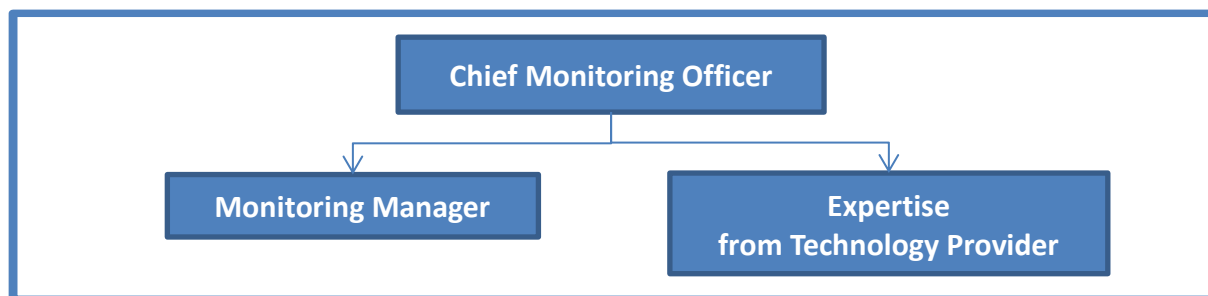 Chief Monitoring Officer
Monitoring Manager
Expertise
from Technology Provider